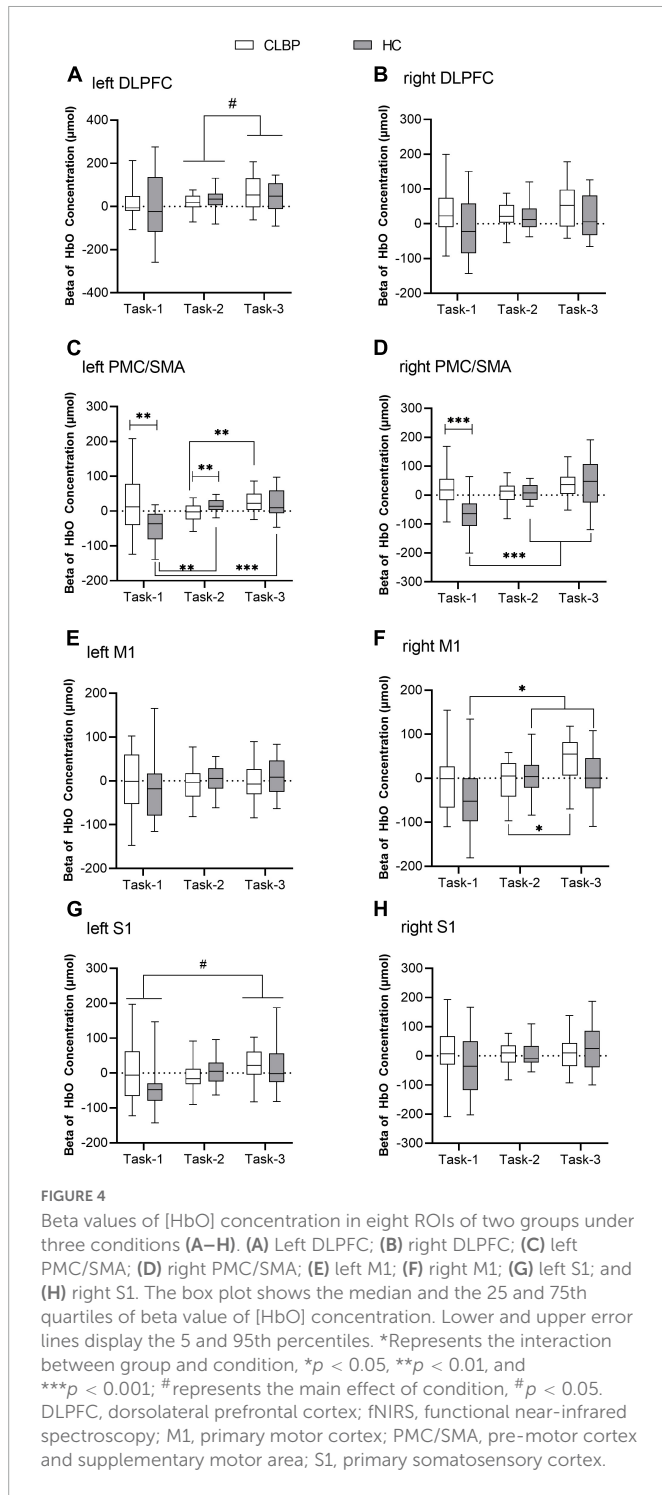 CLBP HC
A left DLPFC
#
Beta of HbO Concentration (μmol)
400
200
0
-200
-400
Task-1 Task-2 Task-3
B right DLPFC
Beta of HbO Concentration (μmol)
300
200
100
0
-100
-200
Task-1 Task-2 Task-3
C left PMC/SMA
Beta of HbO Concentration (μmol)
300
200
100
0
-100
-200
**
**
**
** ***
Task-1 Task-2 Task-3
D right PMC/SMA
Beta of HbO Concentration (μmol)
300
200
100
0
-100
-200
-300
***
***
Task-1 Task-2 Task-3
E left M1
Beta of HbO Concentration (μmol)
200
100
0
-100
-200
Task-1 Task-2 Task-3
F right M1
Beta of HbO Concentration (μmol)
200
100
0
-100
-200
*
*
Task-1 Task-2 Task-3
G left S1
Beta of HbO Concentration (μmol)
300
200
100
0
-100
-200
#
Task-1 Task-2 Task-3
H right S1
Beta of HbO Concentration (μmol)
300
200
100
0
-100
-200
-300
Task-1 Task-2 Task-3
FIGURE 4
Beta values of [HbO] concentration in eight ROIs of two groups under
three conditions (A–H). (A) Left DLPFC; (B) right DLPFC; (C) left
PMC/SMA; (D) right PMC/SMA; (E) left M1; (F) right M1; (G) left S1; and
(H) right S1. The box plot shows the median and the 25 and 75th
quartiles of beta value of [HbO] concentration. Lower and upper error
lines display the 5 and 95th percentiles. *Represents the interaction
between group and condition, *p < 0.05, **p < 0.01, and
***p < 0.001; #represents the main effect of condition, #p < 0.05.
DLPFC, dorsolateral prefrontal cortex; fNIRS, functional near-infrared
spectroscopy; M1, primary motor cortex; PMC/SMA, pre-motor cortex
and supplementary motor area; S1, primary somatosensory cortex.